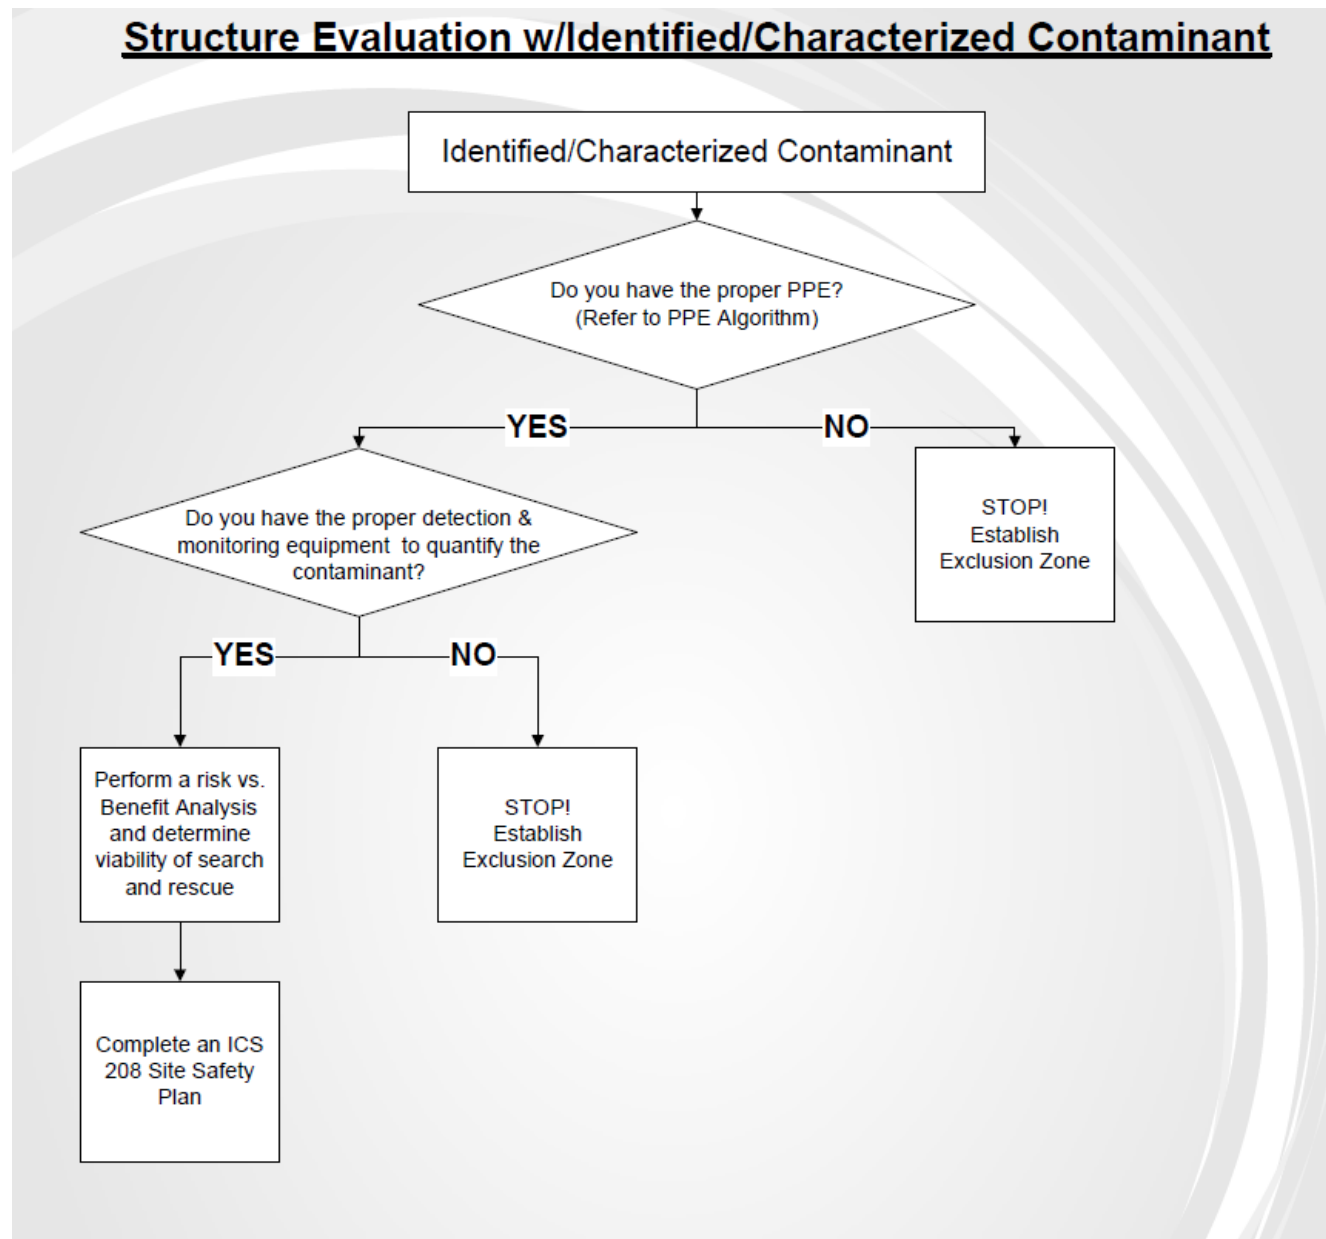 Structure Evaluation w/Identified/Characterized Contaminant
Identified/Characterized Contaminant
Do you have the proper PPE?
(Refer to PPE Algorithm)
YES
NO
Do you have the proper detection &
monitoring equipment to quantify the
contaminant?
STOP!
Establish
Exclusion Zone
YES
NO
Perform a risk vs.
Benefit Analysis
and determine
viability of search
and rescue
STOP!
Establish
Exclusion Zone
Complete an ICS
208 Site Safety
Plan